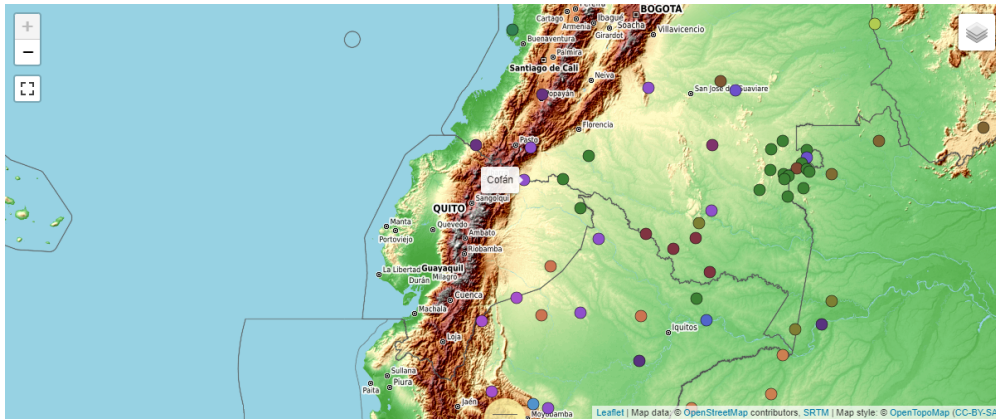 +
−
BOGOTA
Cartago
Ibagué
Armenia
Soacha
Girardot
Villavicencio
Buenaventura
Palmira
Santiago de Cali
Neiva
San José del Guaviare
Popayán
Florencia
Pasto
Cofán
Sangolquí
QUITO
Manta
Quevedo
Portoviejo
Ambato
Riobamba
La Libertad
Guayaquil
Durán
Milagro
Cuenca
Machala
Loja
Iquitos
Sullana
Paita
Piura
Jaén
Moyobamba
Leaflet | Map data: © OpenStreetMap contributors, SRTM | Map style: © OpenTopoMap (CC-BY-S